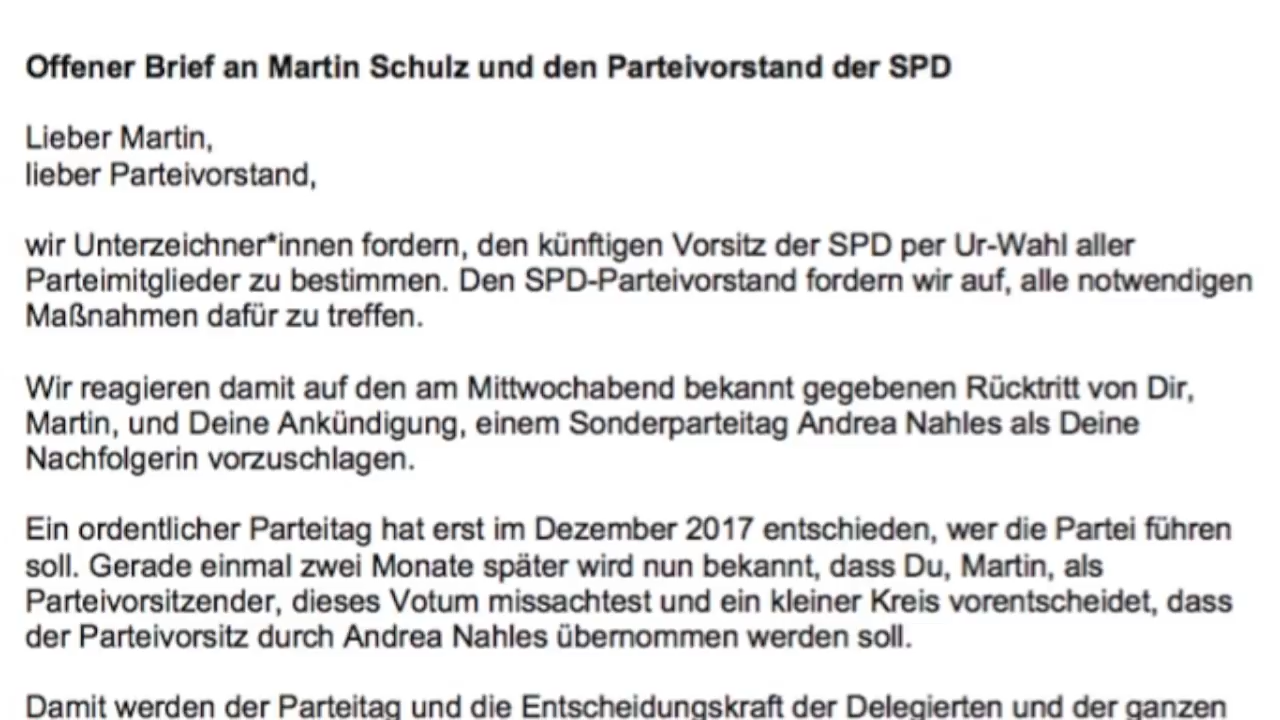 Offener Brief an Martin Schulz und den Parteivorstand der SPD
Lieber Martin,
lieber Parteivorstand,
wir Unterzeichner*innen fordern, den künftigen Vorsitz der SPD per Ur-Wahl aller
Parteimitglieder zu bestimmen. Den SPD-Parteivorstand fordern wir auf, alle notwendigen
Maßnahmen dafür zu treffen.
Wir reagieren damit auf den am Mittwochabend bekannt gegebenen Rücktritt von Dir,
Martin, und Deine Ankündigung, einem Sonderparteitag Andrea Nahles als Deine
Nachfolgerin vorzuschlagen.
Ein ordentlicher Parteitag hat erst im Dezember 2017 entschieden, wer die Partei führen
soll. Gerade einmal zwei Monate später wird nun bekannt, dass Du, Martin, als
Parteivorsitzender, dieses Votum missachtest und ein kleiner Kreis vorentscheidet, dass
der Parteivorsitz durch Andrea Nahles übernommen werden soll.
Damit werden der Parteitag und die Entscheidungskraft der Delegierten und der ganzen